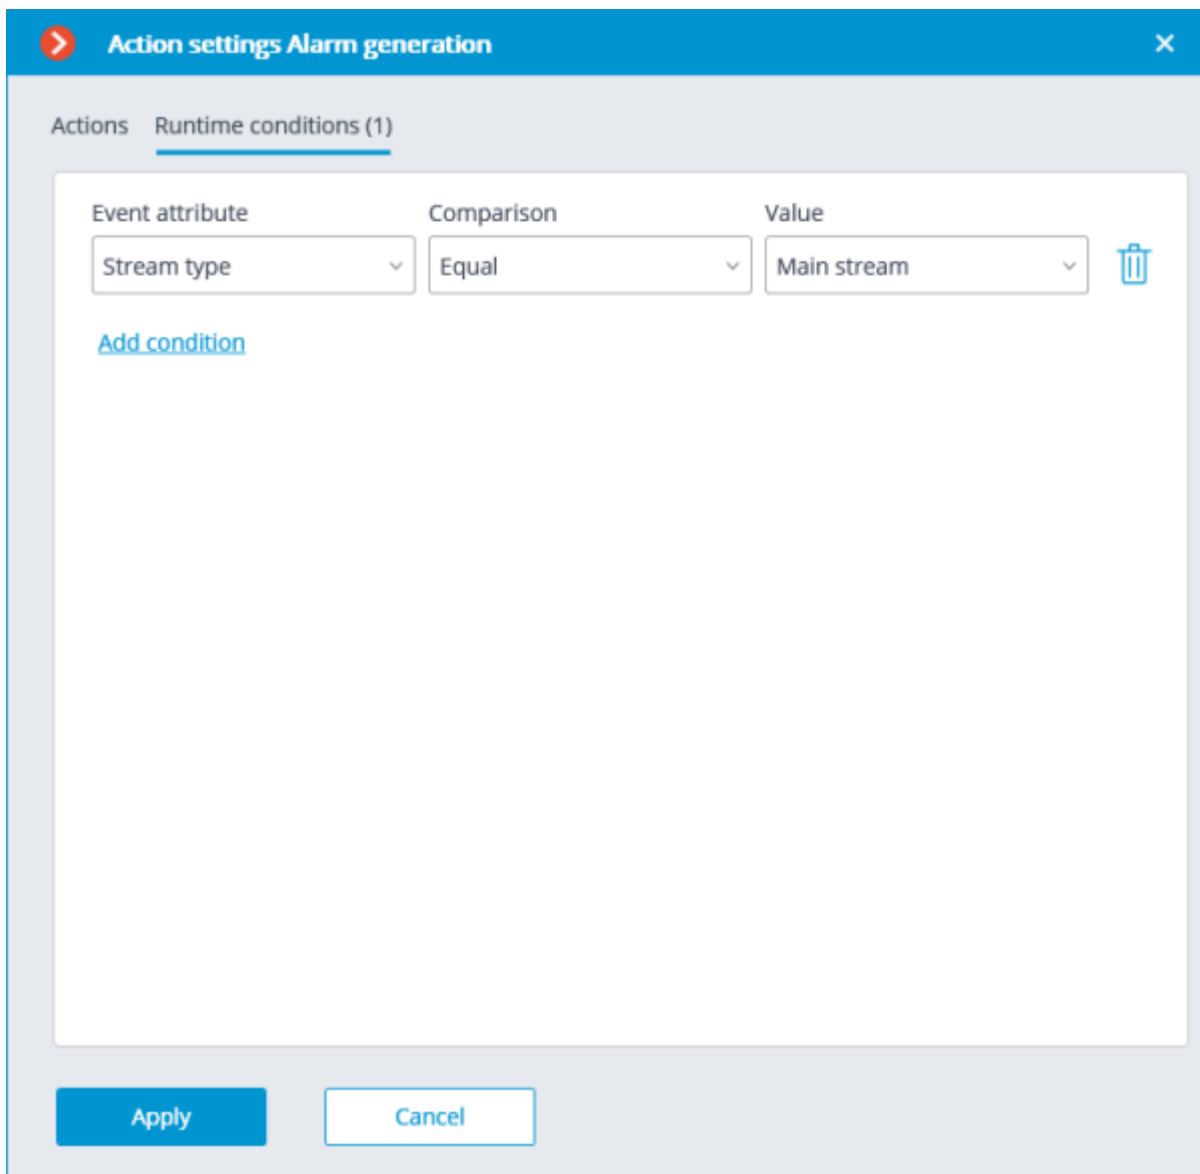 Action settings Alarm generation
Actions Runtime conditions (1)
Event attribute Comparison Value
Stream type Equal Main stream
Add condition
Apply Cancel